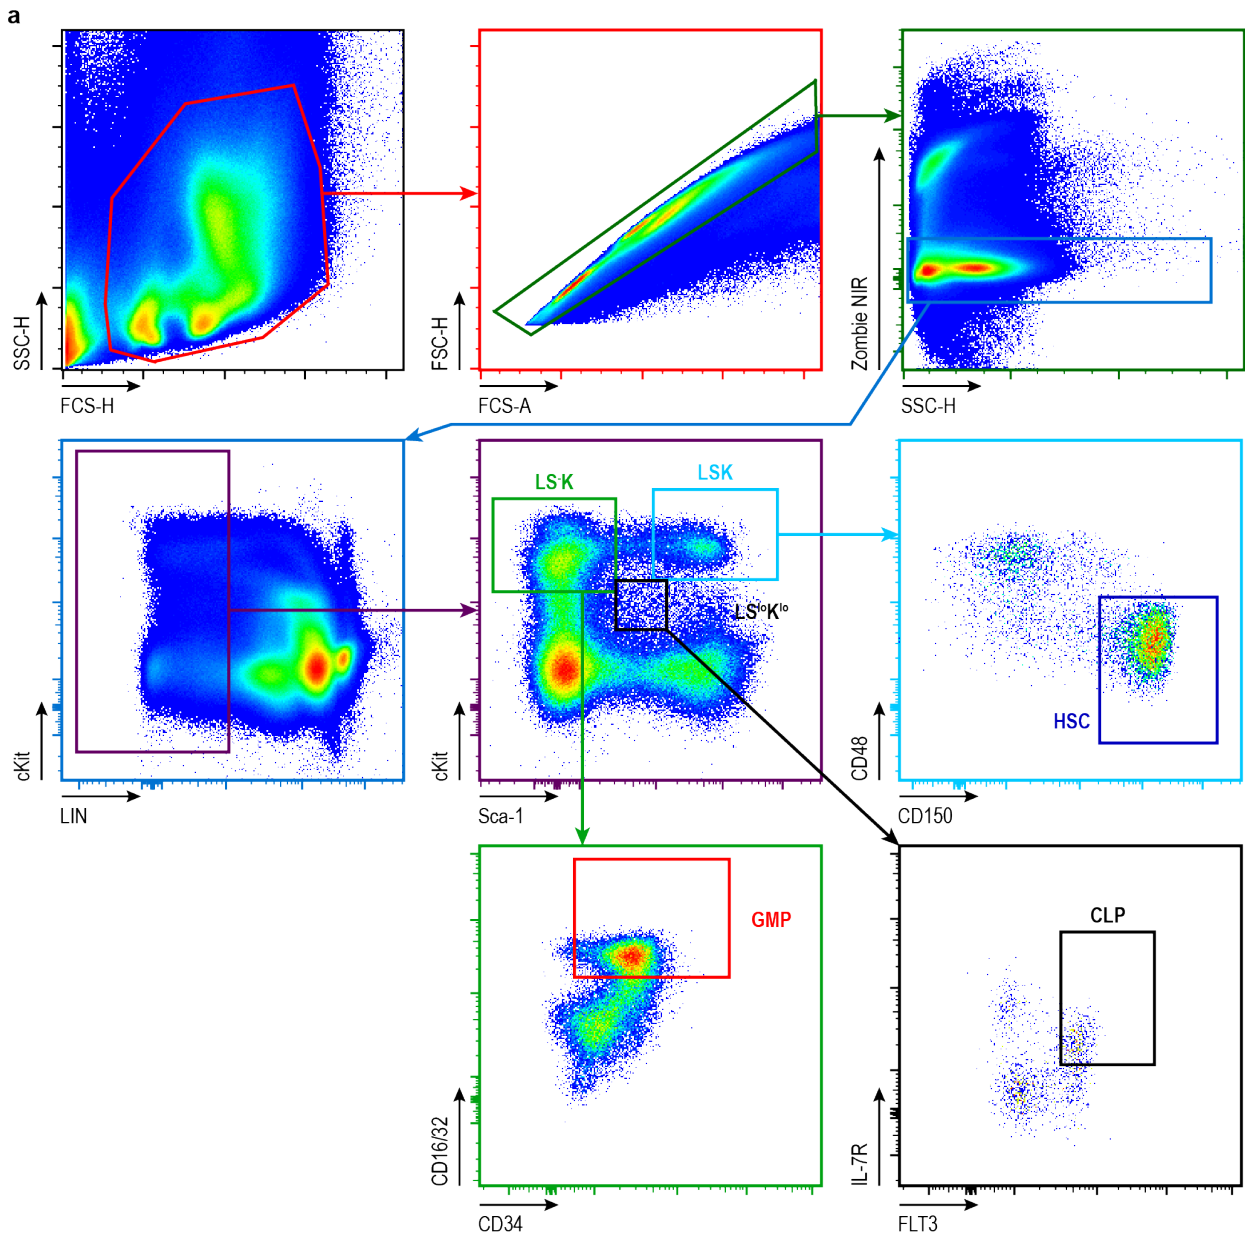 a
SSC-H
FCS-H
FSC-H
FCS-A
Zombie NIR
SSC-H
cKit
LIN
LS⁻K
LSK
LSˡᵒKˡᵒ
cKit
Sca-1
HSC
CD48
CD150
GMP
CD16/32
CD34
CLP
IL-7R
FLT3